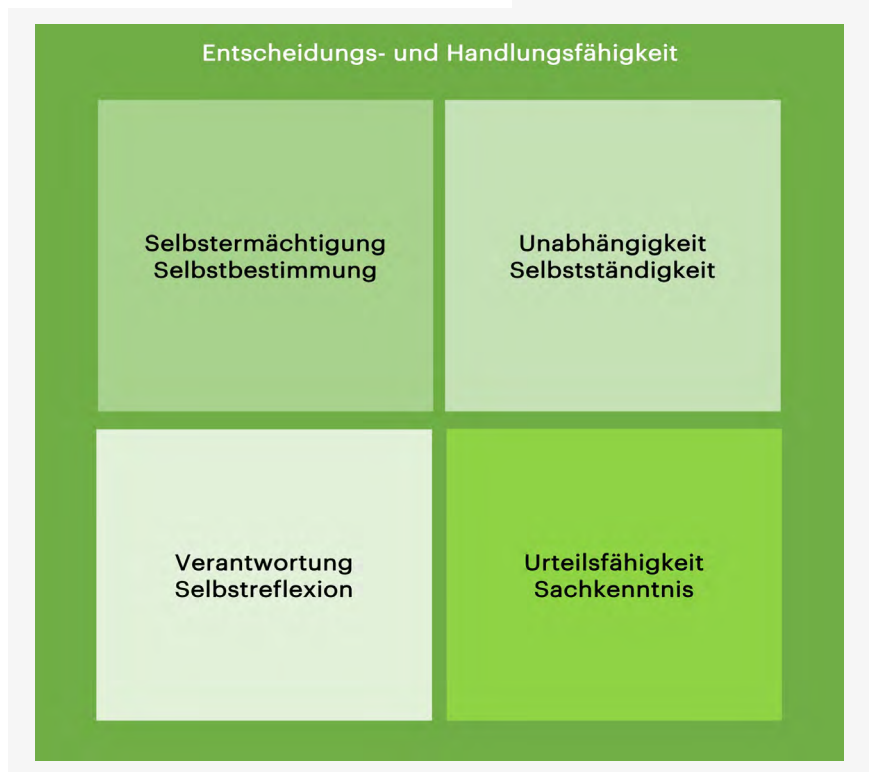 Entscheidungs- und Handlungsfähigkeit
Selbstermächtigung
Selbstbestimmung
Unabhängigkeit
Selbstständigkeit
Verantwortung
Selbstreflexion
Urteilsfähigkeit
Sachkenntnis